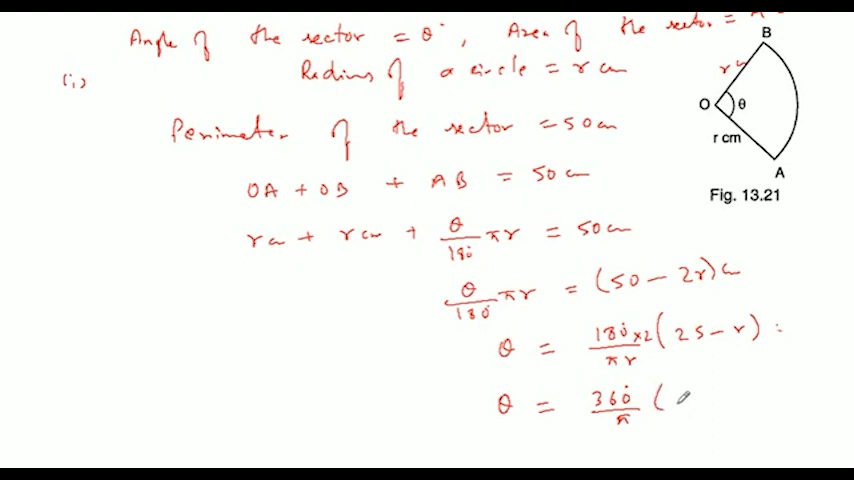 Angle of the sector = θ°, Area of the sector = A
(i) Radius of a circle = r cm
Perimeter of the sector = 50 cm
OA + OB + AB = 50 cm
r cm + r cm + θ/180° πr = 50 cm
θ/180° πr = (50 − 2r) cm
θ = 180° × 2/πr (25 − r) :
θ = 360°/π (
B
r cm
O θ
r cm
A
Fig. 13.21